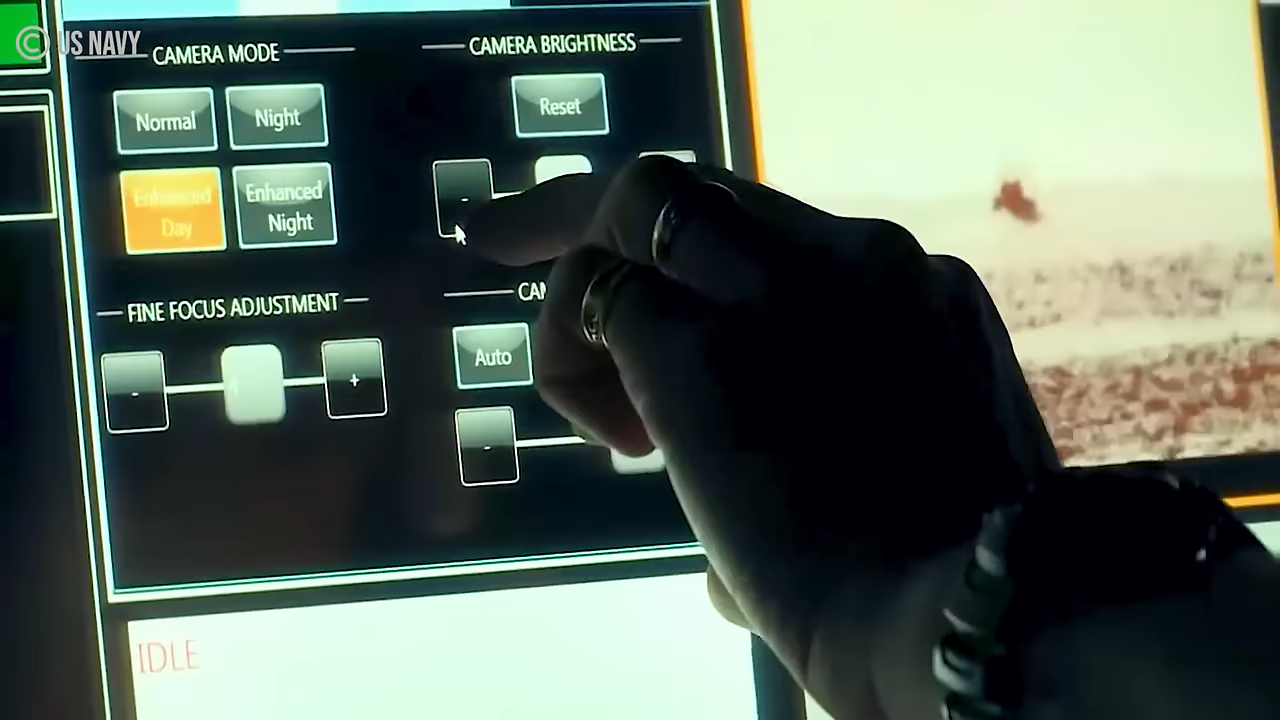 © US NAVY
CAMERA MODE
CAMERA BRIGHTNESS
Normal
Night
Reset
Enhanced
Day
Enhanced
Night
-
FINE FOCUS ADJUSTMENT
-
+
Auto
-
IDLE